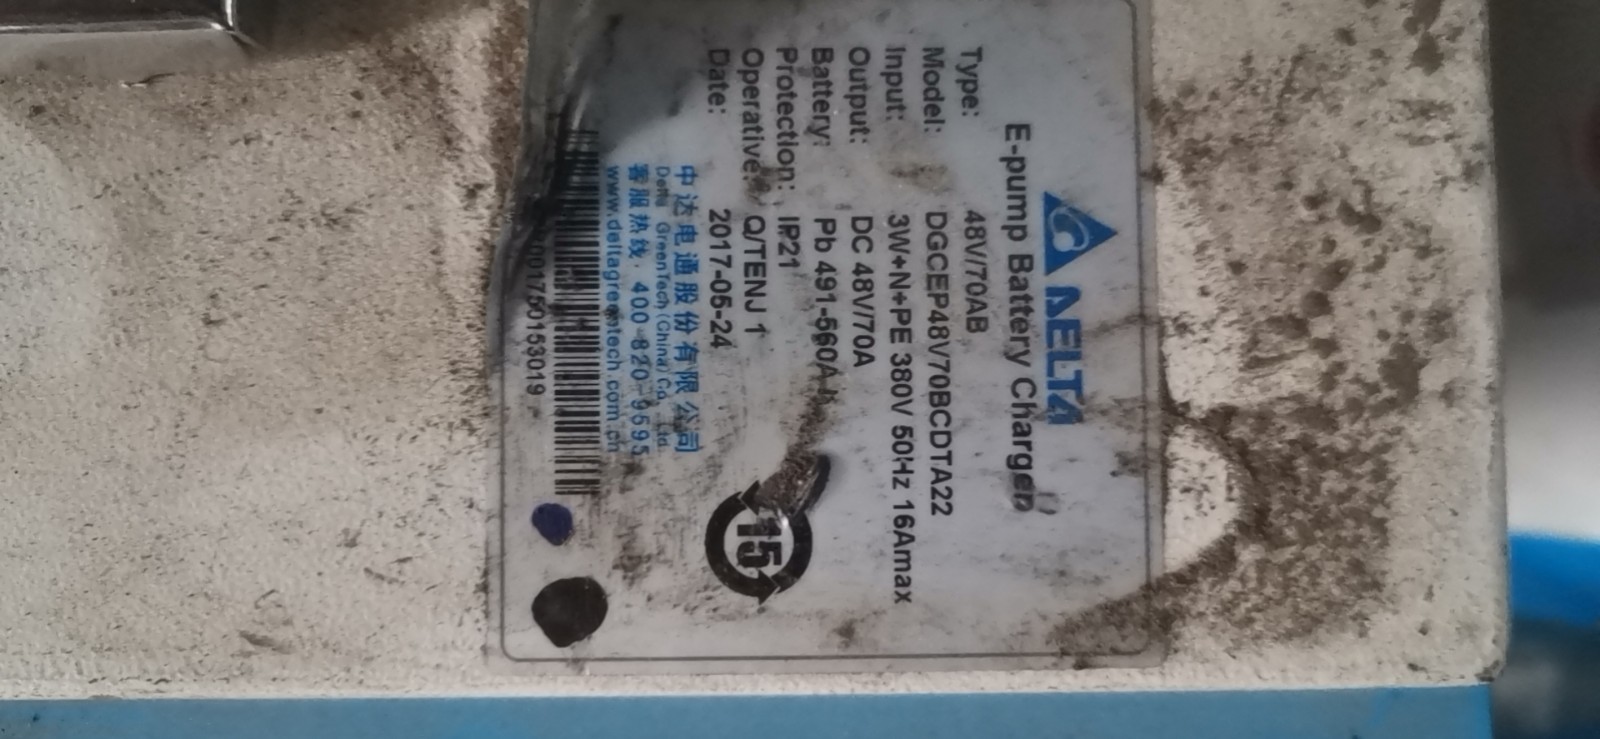 DELTA
E-pump Battery Charger
Type: 48V/70AB
Model: DGCEP48V70BCDTA22
Input: 3W+N+PE 380V 50Hz 16Amax
Output: DC 48V/70A
Battery: Pb 491-560Ah
Protection: IP21
Operative: Q/TENJ 1
Date: 2017-05-24
15
中达电通股份有限公司
Delta GreenTech (China) Co., Ltd
客服热线: 400-820-9595
www.deltagreentech.com.cn
01750153019